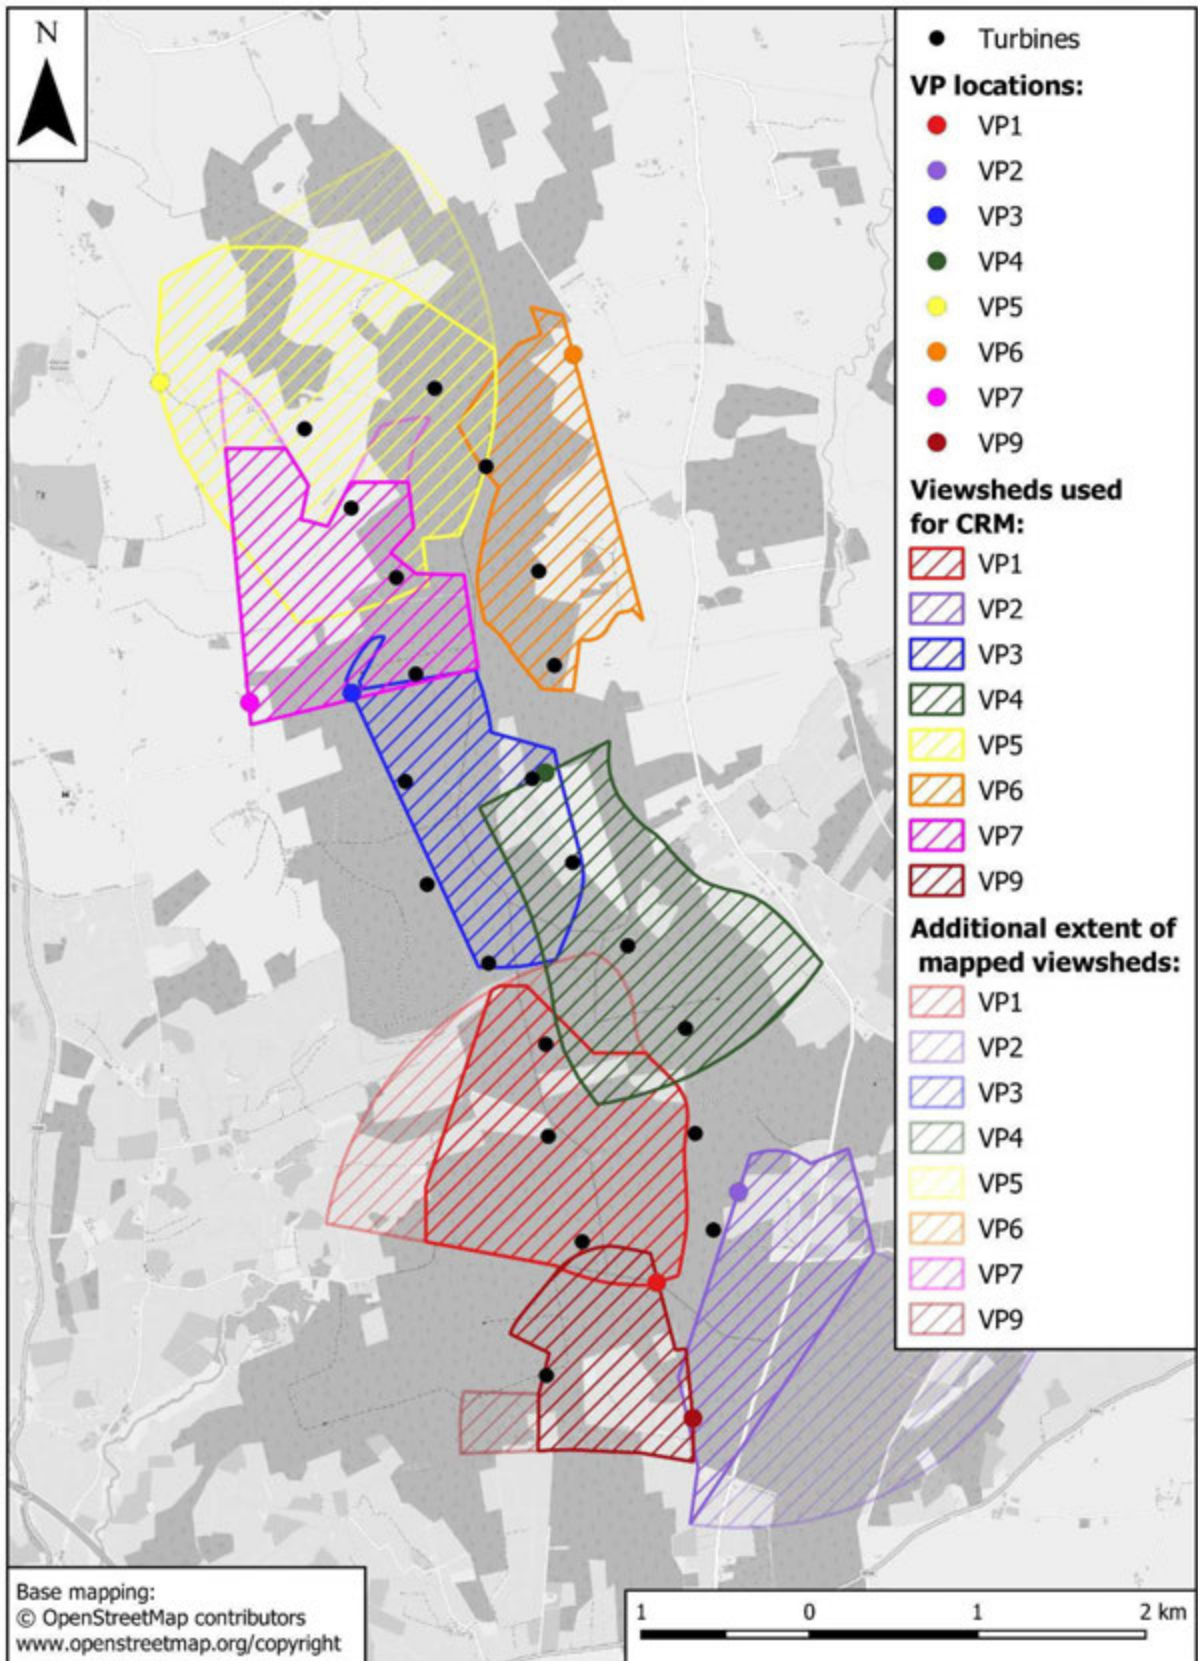 N
Turbines
VP locations:
VP1
VP2
VP3
VP4
VP5
VP6
VP7
VP9
Viewsheds used
for CRM:
VP1
VP2
VP3
VP4
VP5
VP6
VP7
VP9
Additional extent of
mapped viewsheds:
VP1
VP2
VP3
VP4
VP5
VP6
VP7
VP9
Base mapping:
© OpenStreetMap contributors
www.openstreetmap.org/copyright
1 0 1 2 km